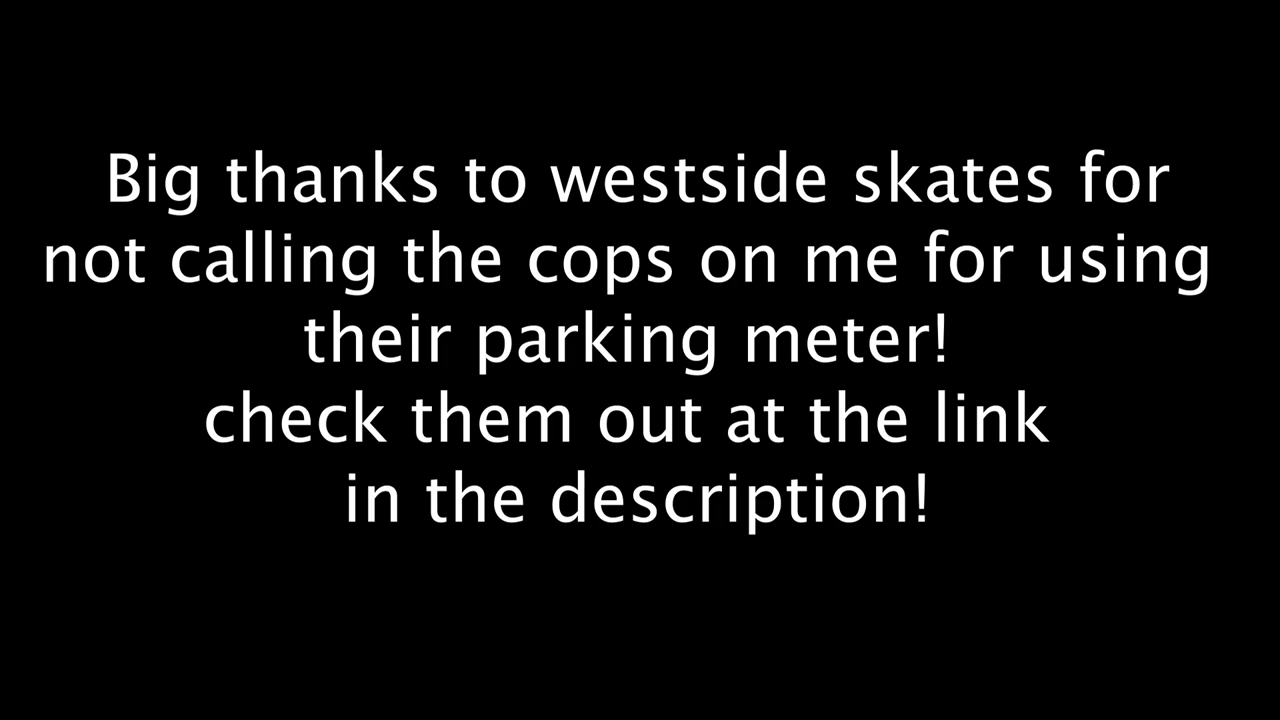 Big thanks to westside skates for
not calling the cops on me for using
their parking meter!
check them out at the link
in the description!